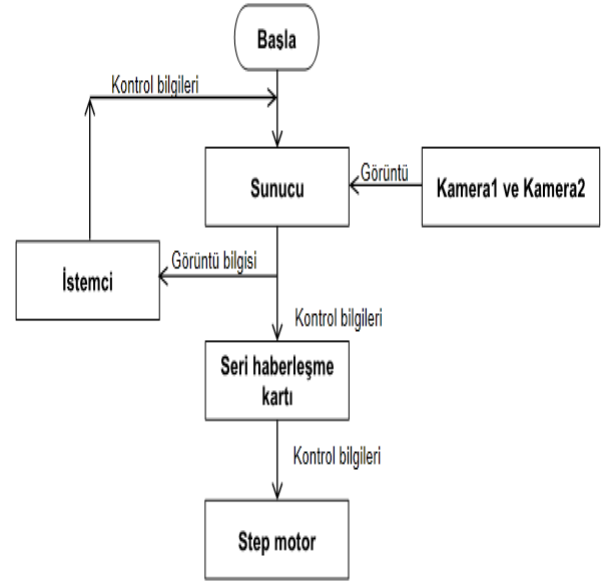 Başla
Kontrol bilgileri
Sunucu
Görüntü
Kamera1 ve Kamera2
İstemci
Görüntü bilgisi
Kontrol bilgileri
Seri haberleşme
kartı
Kontrol bilgileri
Step motor